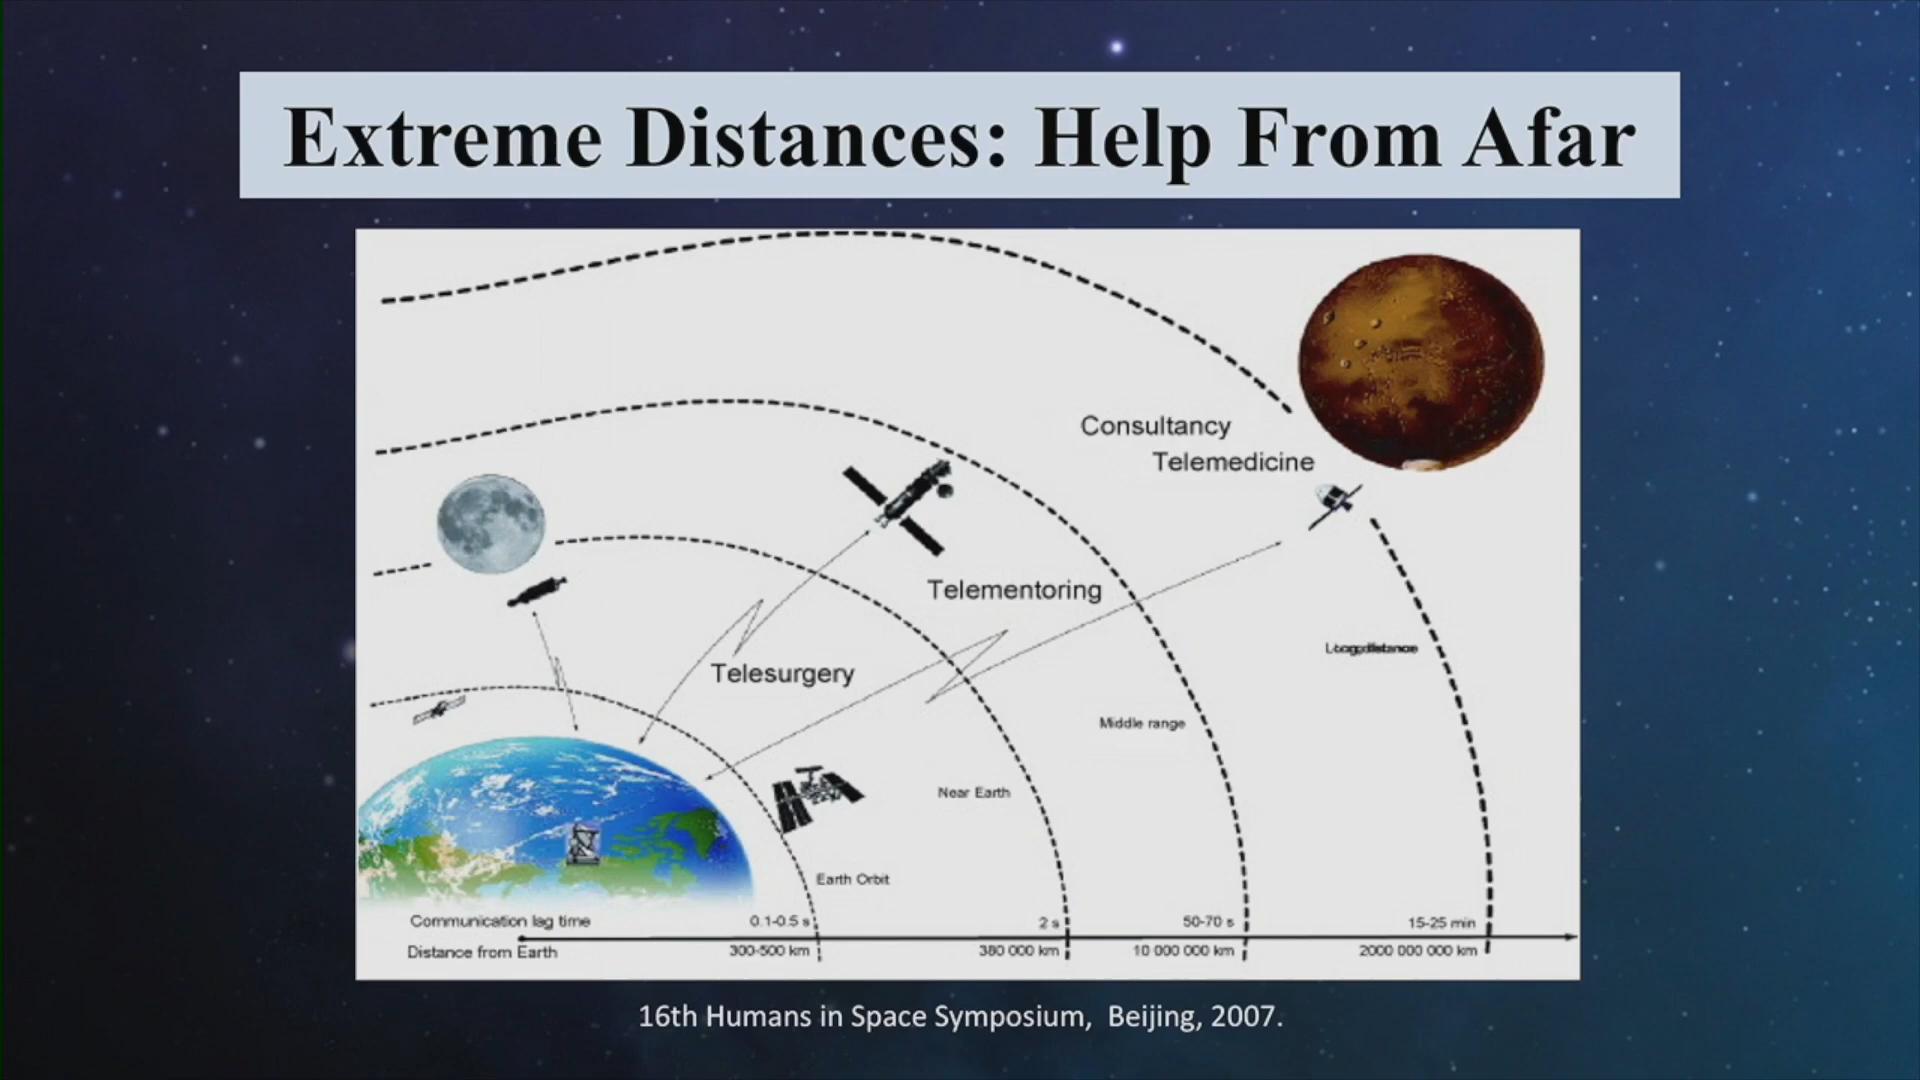 Extreme Distances: Help From Afar
Consultancy
Telemedicine
Telementoring
Telesurgery
Middle range
Near Earth
Earth Orbit
Communication lag time 0.1-0.5 s 2 s 50-70 s 15-25 min
Distance from Earth 300-500 km 380 000 km 10 000 000 km 2000 000 000 km
16th Humans in Space Symposium, Beijing, 2007.